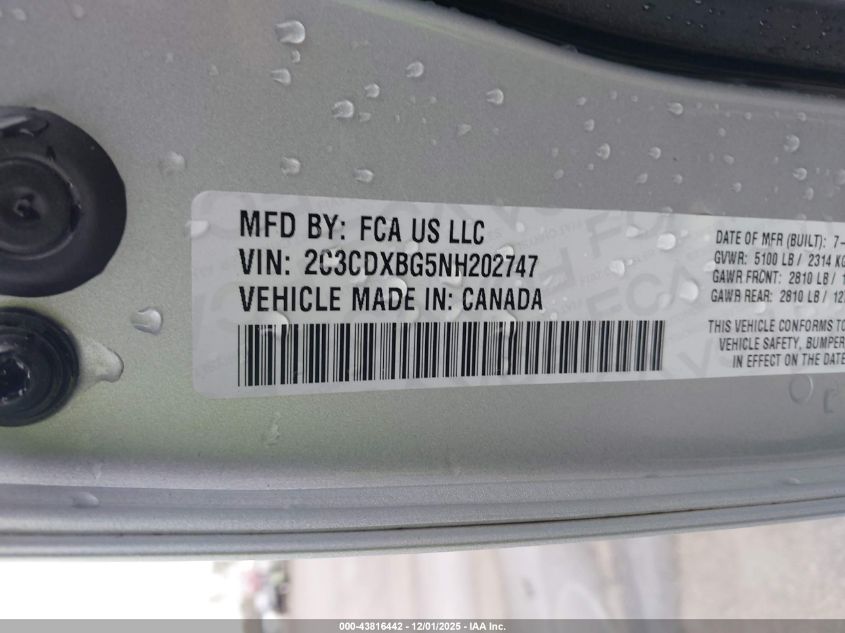 MFD BY: FCA US LLC
VIN: 2C3CDXBG5NH202747
VEHICLE MADE IN: CANADA
DATE OF MFR (BUILT): 7-
GVWR: 5100 LB / 2314 KG
GAWR FRONT: 2810 LB / 1
GAWR REAR: 2810 LB / 127
THIS VEHICLE CONFORMS TO
VEHICLE SAFETY, BUMPER
IN EFFECT ON THE DATE
000-43816442 - 12/01/2025 - IAA Inc.